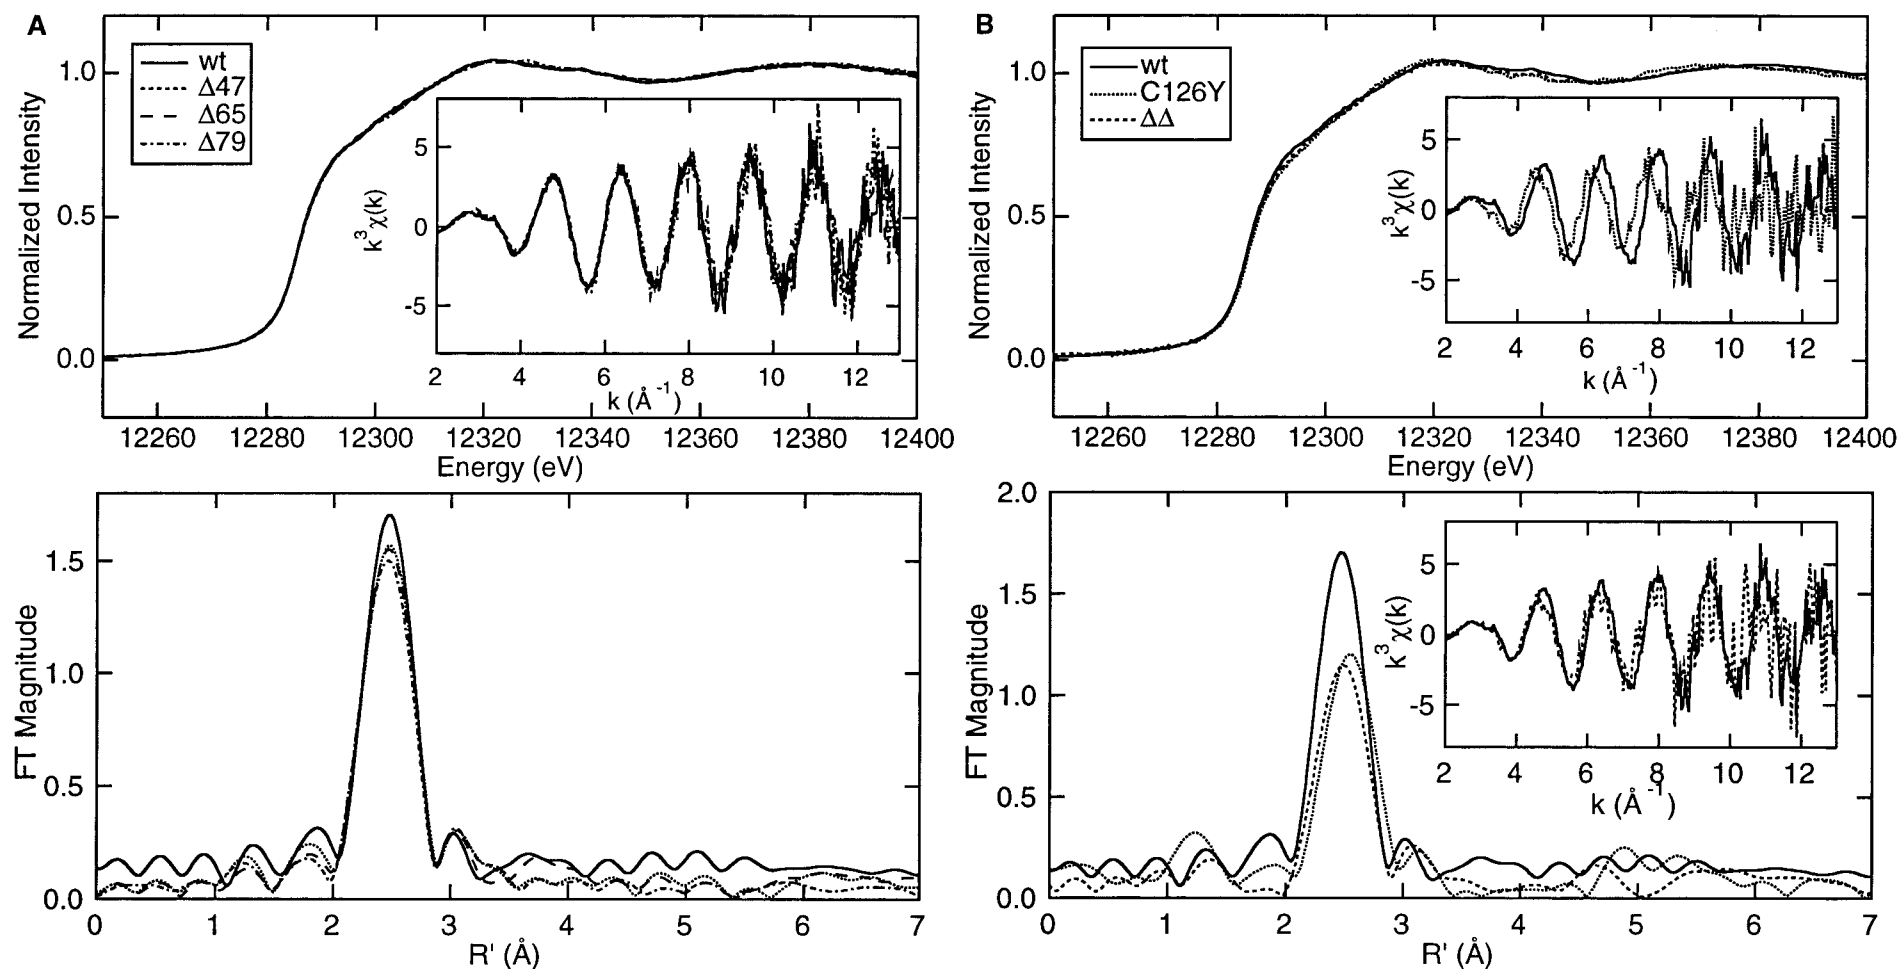 A
wt
Δ47
Δ65
Δ79
Normalized Intensity
1.0
0.5
0.0
k³χ(k)
5
0
-5
2 4 6 8 10 12
k (Å⁻¹)
12260 12280 12300 12320 12340 12360 12380 12400
Energy (eV)
B
wt
C126Y
ΔΔ
Normalized Intensity
1.0
0.5
0.0
k³χ(k)
5
0
-5
2 4 6 8 10 12
k (Å⁻¹)
12260 12280 12300 12320 12340 12360 12380 12400
Energy (eV)
FT Magnitude
1.5
1.0
0.5
0.0
0 1 2 3 4 5 6 7
R' (Å)
FT Magnitude
2.0
1.5
1.0
0.5
0.0
k³χ(k)
5
0
-5
2 4 6 8 10 12
k (Å⁻¹)
0 1 2 3 4 5 6 7
R' (Å)